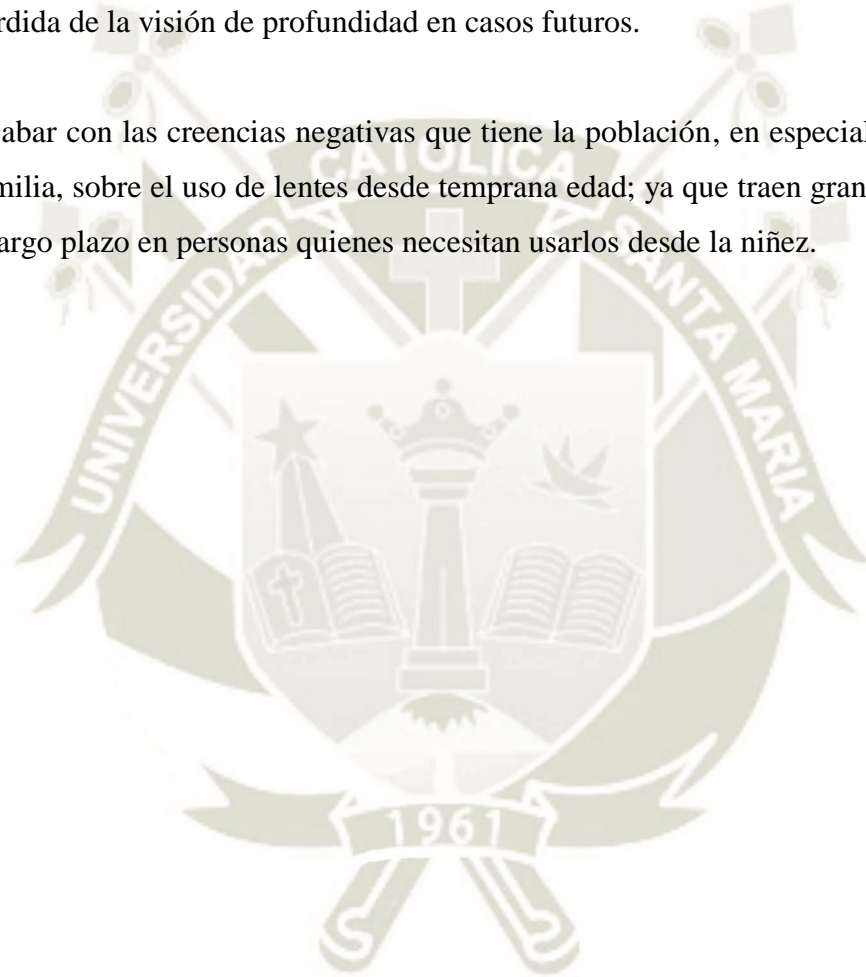 rdida de la visión de profundidad en casos futuros.
abar con las creencias negativas que tiene la población, en especial
milia, sobre el uso de lentes desde temprana edad; ya que traen gran
argo plazo en personas quienes necesitan usarlos desde la niñez.
UNIVERSIDAD CATÓLICA SANTA MARIA
1961